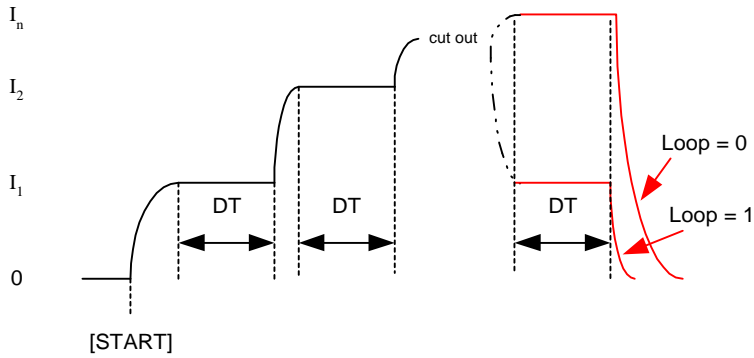 In
cut out
I2
Loop = 0
I1
DT
DT
DT
Loop = 1
0
[START]